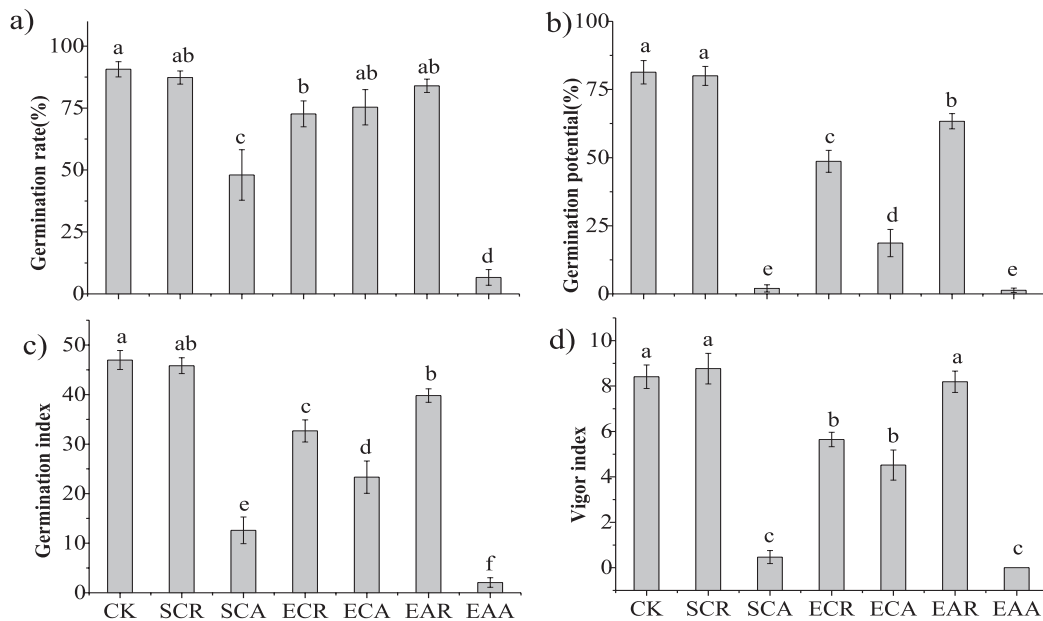 a)
Germination rate(%)
100
75
50
25
0
a
ab
c
b
ab
ab
d
b)
Germination potential(%)
100
75
50
25
0
a
a
e
c
d
b
e
c)
Germination index
50
40
30
20
10
0
a
ab
e
c
d
b
f
CK SCR SCA ECR ECA EAR EAA
d)
Vigor index
10
8
6
4
2
0
a
a
c
b
b
a
c
CK SCR SCA ECR ECA EAR EAA